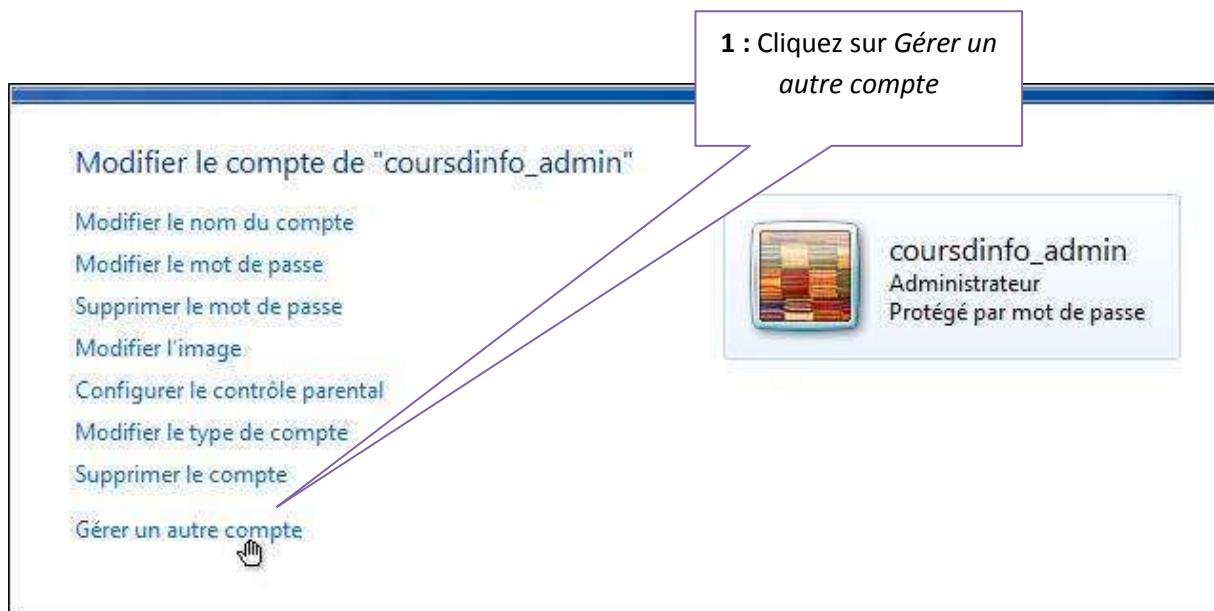 1 : Cliquez sur Gérer un
autre compte
Modifier le compte de "coursdinfo_admin"
Modifier le nom du compte
Modifier le mot de passe
Supprimer le mot de passe
Modifier l'image
Configurer le contrôle parental
Modifier le type de compte
Supprimer le compte
Gérer un autre compte
coursdinfo_admin
Administrateur
Protégé par mot de passe